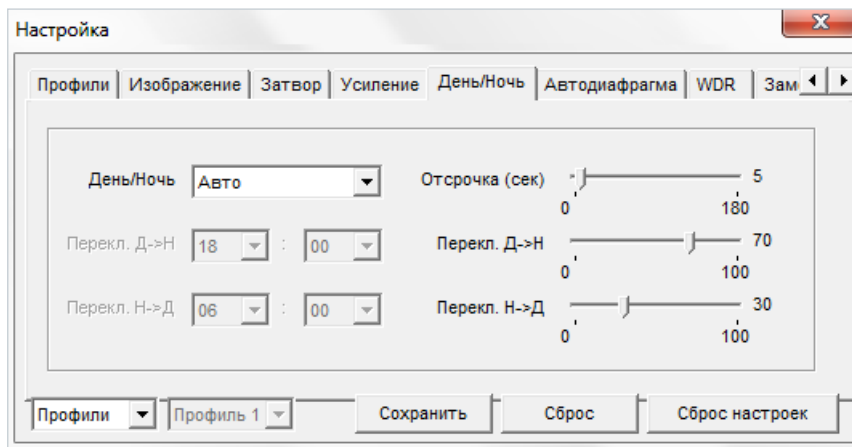 Настройка
Профили Изображение Затвор Усиление День/Ночь Автодиафрагма WDR
День/Ночь Авто Отсрочка (сек) 5
0 180
Перекл. Д->Н 18 : 00 Перекл. Д->Н 70
0 100
Перекл. Н->Д 06 : 00 Перекл. Н->Д 30
0 100
Профили Профиль 1 Сохранить Сброс Сброс настроек